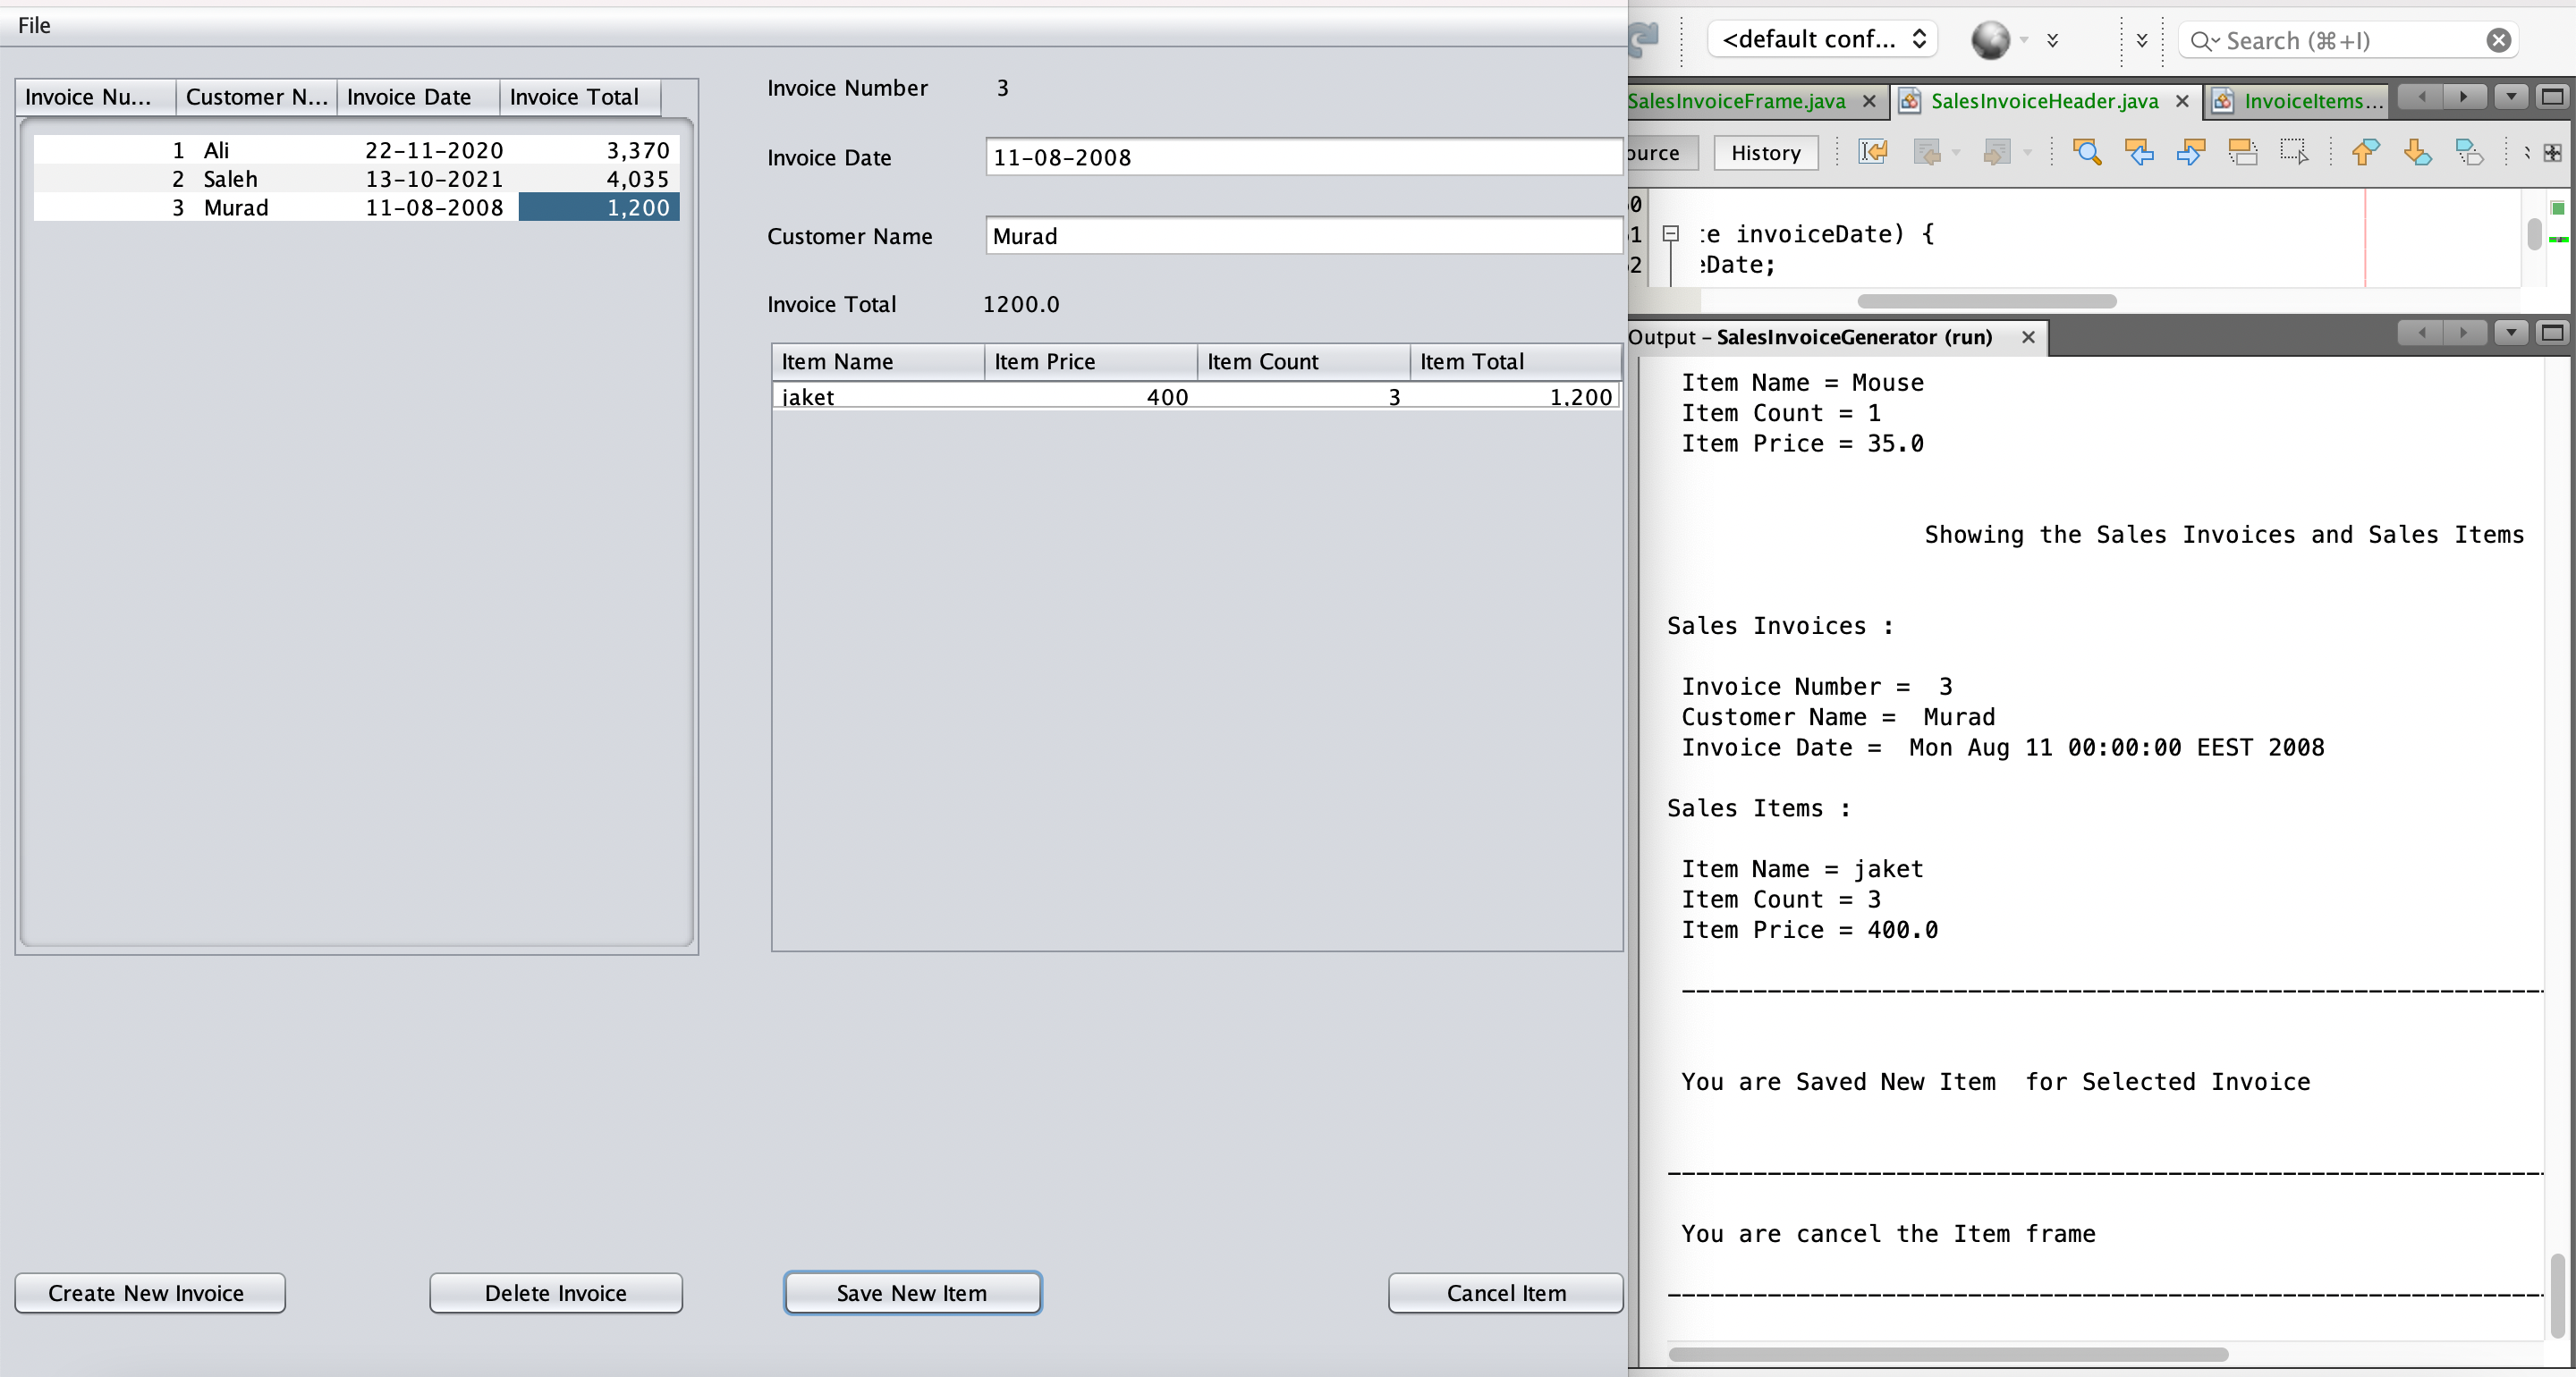 File
Invoice Nu... Customer N... Invoice Date Invoice Total
1 Ali 22-11-2020 3,370
2 Saleh 13-10-2021 4,035
3 Murad 11-08-2008 1,200
Invoice Number 3
Invoice Date 11-08-2008
Customer Name Murad
Invoice Total 1200.0
Item Name Item Price Item Count Item Total
jaket 400 3 1,200
Create New Invoice Delete Invoice Save New Item Cancel Item
<default conf... Search (⌘+I)
SalesInvoiceFrame.java SalesInvoiceHeader.java InvoiceItems...
ource History
invoiceDate) {
eDate;
Output – SalesInvoiceGenerator (run)
Item Name = Mouse
Item Count = 1
Item Price = 35.0
Showing the Sales Invoices and Sales Items
Sales Invoices :
Invoice Number = 3
Customer Name = Murad
Invoice Date = Mon Aug 11 00:00:00 EEST 2008
Sales Items :
Item Name = jaket
Item Count = 3
Item Price = 400.0
You are Saved New Item for Selected Invoice
You are cancel the Item frame